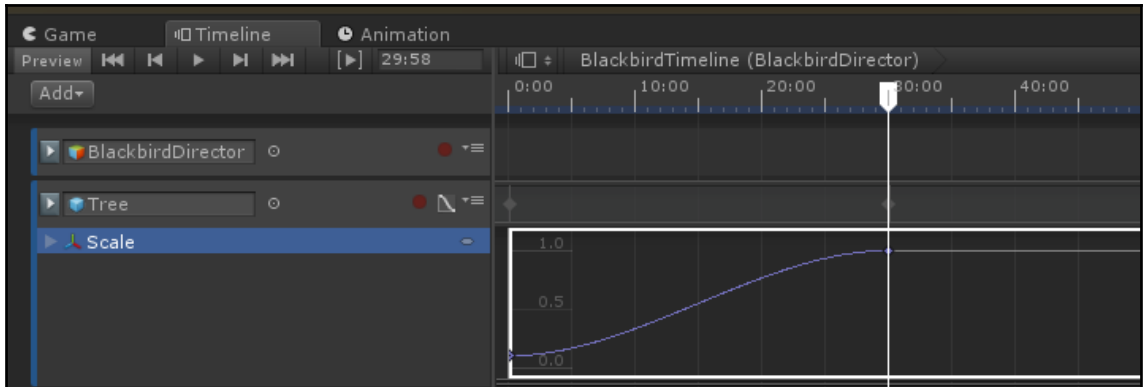 Game Timeline Animation
Preview 29:58 BlackbirdTimeline (BlackbirdDirector)
Add
0:00 10:00 20:00 30:00 40:00
BlackbirdDirector
Tree
Scale
1.0
0.5
0.0